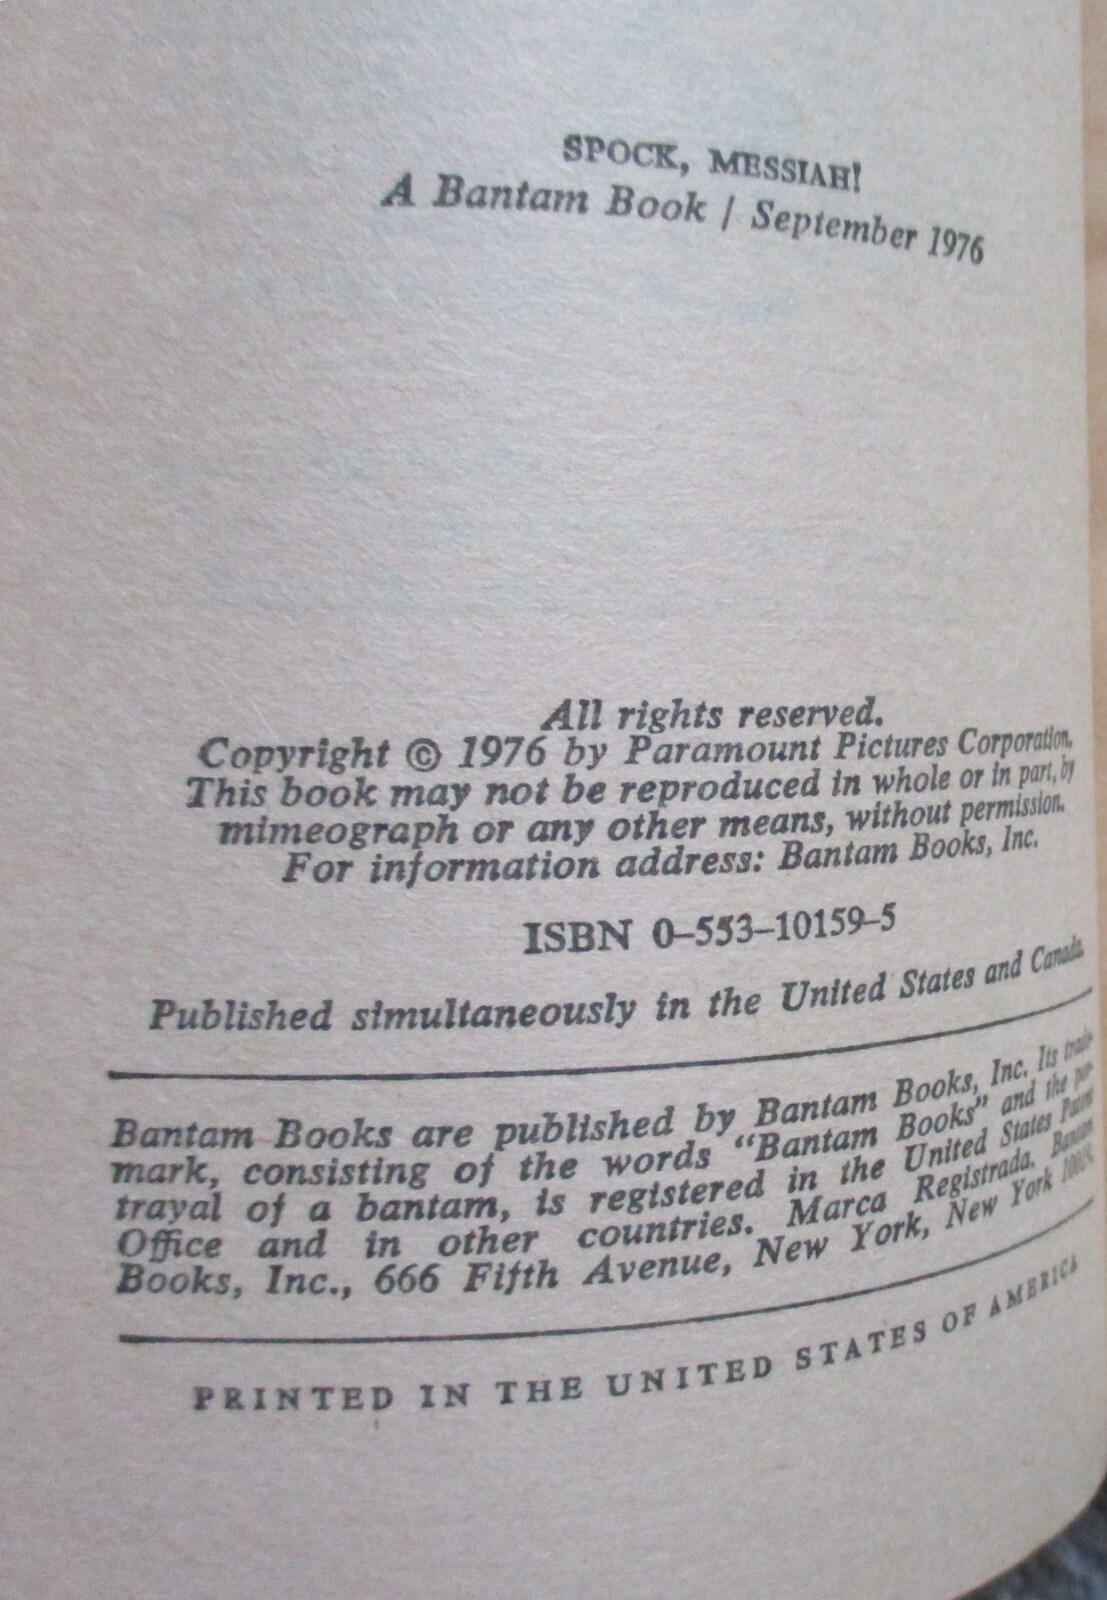 SPOCK, MESSIAH!
A Bantam Book / September 1976
All rights reserved.
Copyright © 1976 by Paramount Pictures Corporation.
This book may not be reproduced in whole or in part, by
mimeograph or any other means, without permission.
For information address: Bantam Books, Inc.
ISBN 0–553–10159–5
Published simultaneously in the United States and Canada.
Bantam Books are published by Bantam Books, Inc. Its trade-
mark, consisting of the words “Bantam Books” and the por-
trayal of a bantam, is registered in the United States Patent
Office and in other countries. Marca Registrada. Bantam
Books, Inc., 666 Fifth Avenue, New York, New York 10019.
PRINTED IN THE UNITED STATES OF AMERICA